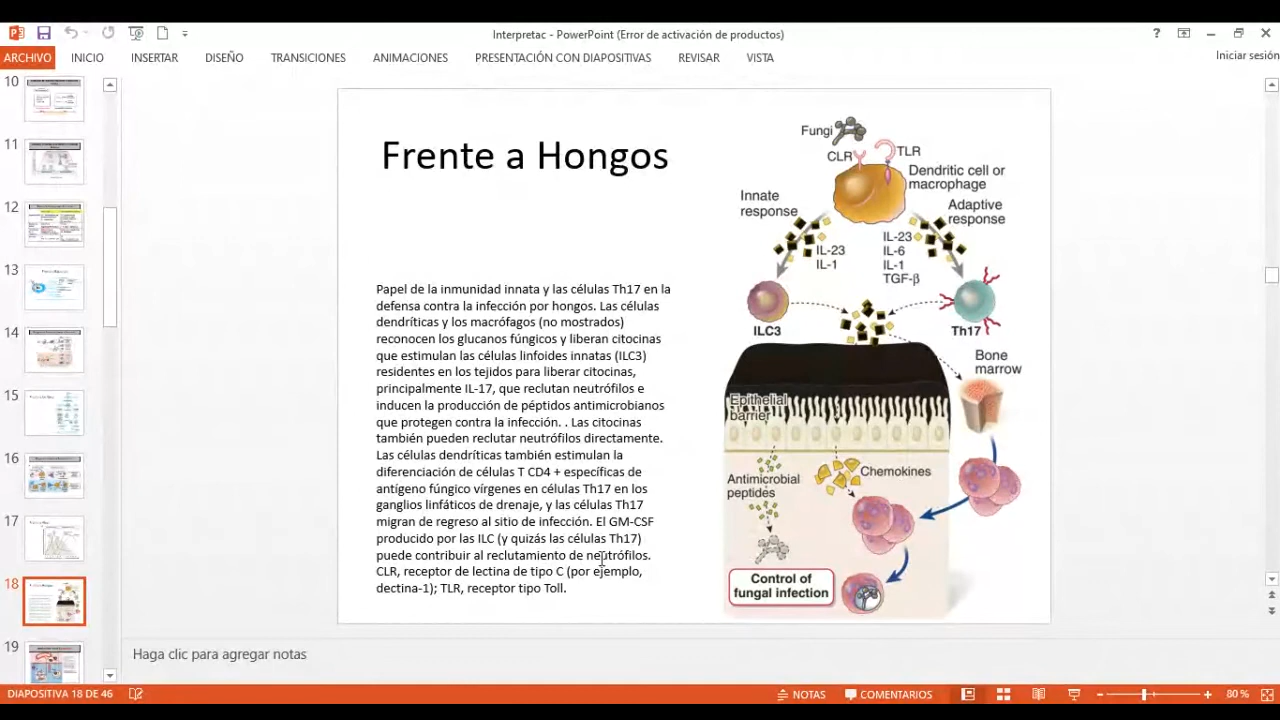 Interpretac - PowerPoint (Error de activación de productos)
?
ARCHIVO INICIO INSERTAR DISEÑO TRANSICIONES ANIMACIONES PRESENTACIÓN CON DIAPOSITIVAS REVISAR VISTA
Iniciar sesión
10
11
12
13
14
15
16
17
18
19
Frente a Hongos
Papel de la inmunidad innata y las células Th17 en la
defensa contra la infección por hongos. Las células
dendríticas y los macrófagos (no mostrados)
reconocen los glucanos fúngicos y liberan citocinas
que estimulan las células linfoides innatas (ILC3)
residentes en los tejidos para liberar citocinas,
principalmente IL-17, que reclutan neutrófilos e
inducen la producción de péptidos antimicrobianos
que protegen contra la infección. . Las citocinas
también pueden reclutar neutrófilos directamente.
Las células dendríticas también estimulan la
diferenciación de células T CD4 + específicas de
antígeno fúngico vírgenes en células Th17 en los
ganglios linfáticos de drenaje, y las células Th17
migran de regreso al sitio de infección. El GM-CSF
producido por las ILC (y quizás las células Th17)
puede contribuir al reclutamiento de neutrófilos.
CLR, receptor de lectina de tipo C (por ejemplo,
dectina-1); TLR, receptor tipo Toll.
Fungi
CLR
TLR
Dendritic cell or
macrophage
Innate
response
Adaptive
response
IL-23
IL-1
IL-23
IL-6
IL-1
TGF-β
ILC3
Th17
Bone
marrow
Epithelial
barrier
Antimicrobial
peptides
Chemokines
Control of
fungal infection
Haga clic para agregar notas
DIAPOSITIVA 18 DE 46
NOTAS
COMENTARIOS
80 %